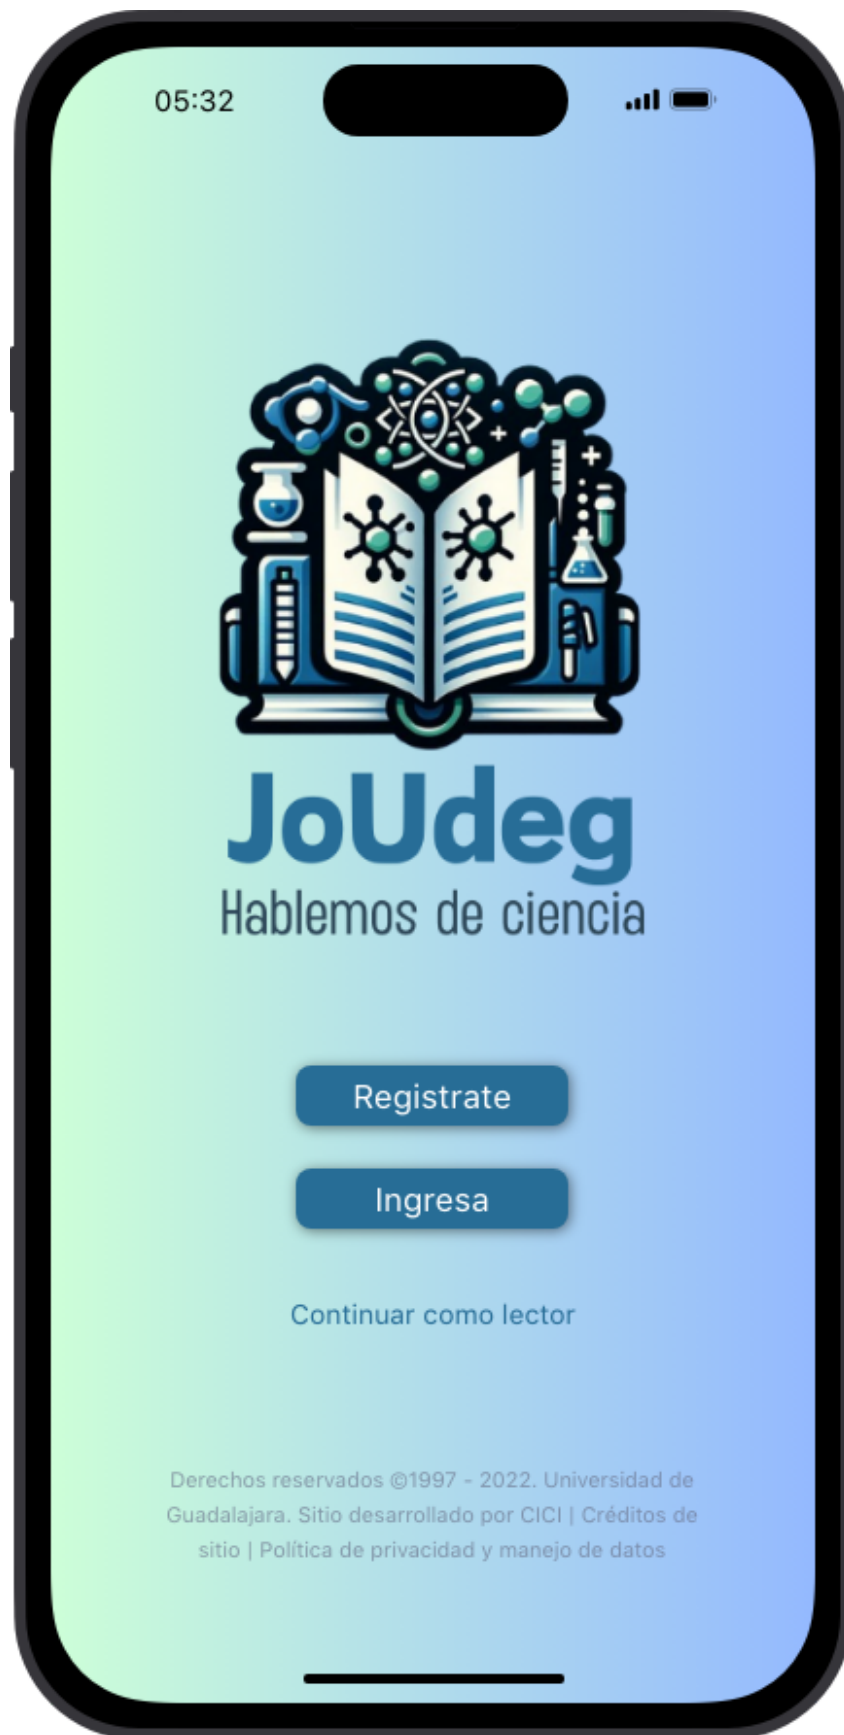 05:32
JoUdeg
Hablemos de ciencia
Registrate
Ingresa
Continuar como lector
Derechos reservados ©1997 - 2022. Universidad de
Guadalajara. Sitio desarrollado por CICI | Créditos de
sitio | Política de privacidad y manejo de datos